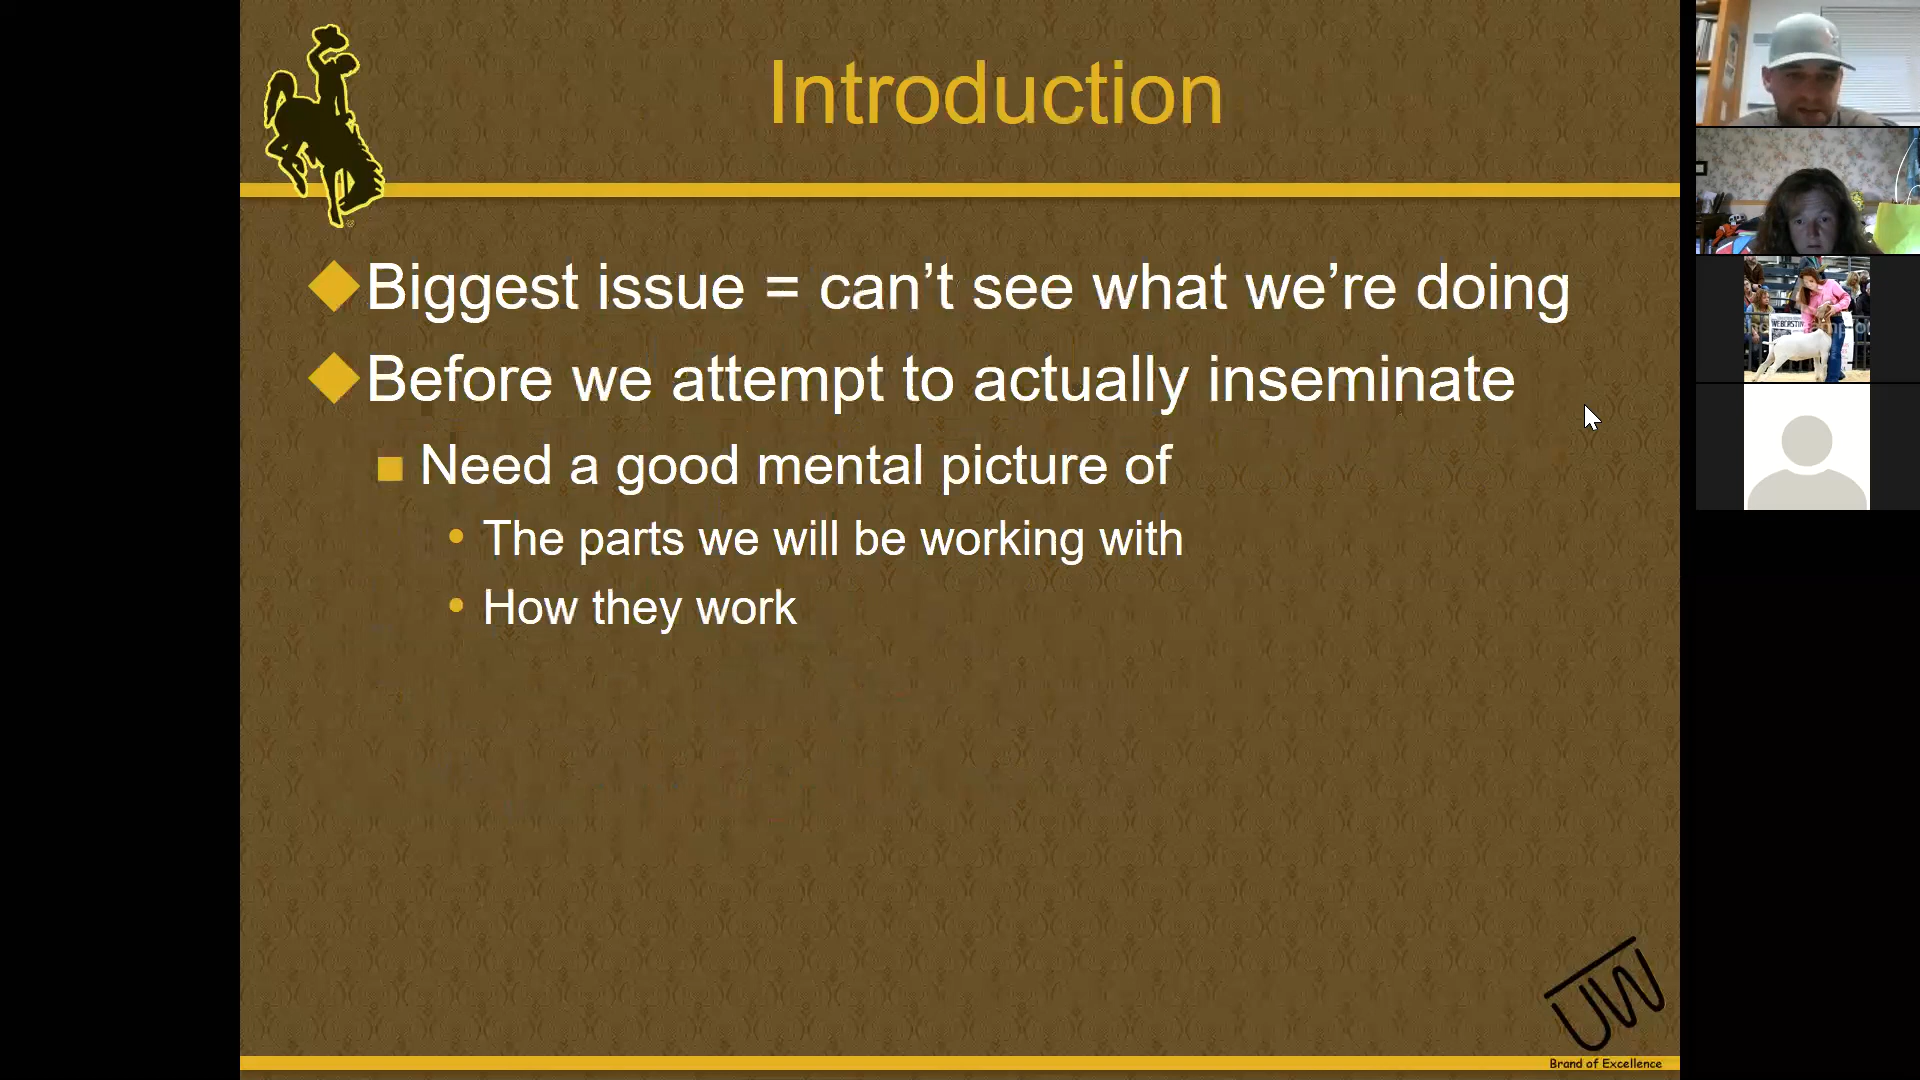 Introduction
Biggest issue = can’t see what we’re doing
Before we attempt to actually inseminate
Need a good mental picture of
The parts we will be working with
How they work
UW
Brand of Excellence